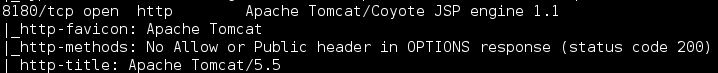 8180/tcp open  http        Apache Tomcat/Coyote JSP engine 1.1
|_http-favicon: Apache Tomcat
|_http-methods: No Allow or Public header in OPTIONS response (status code 200)
|_http-title: Apache Tomcat/5.5